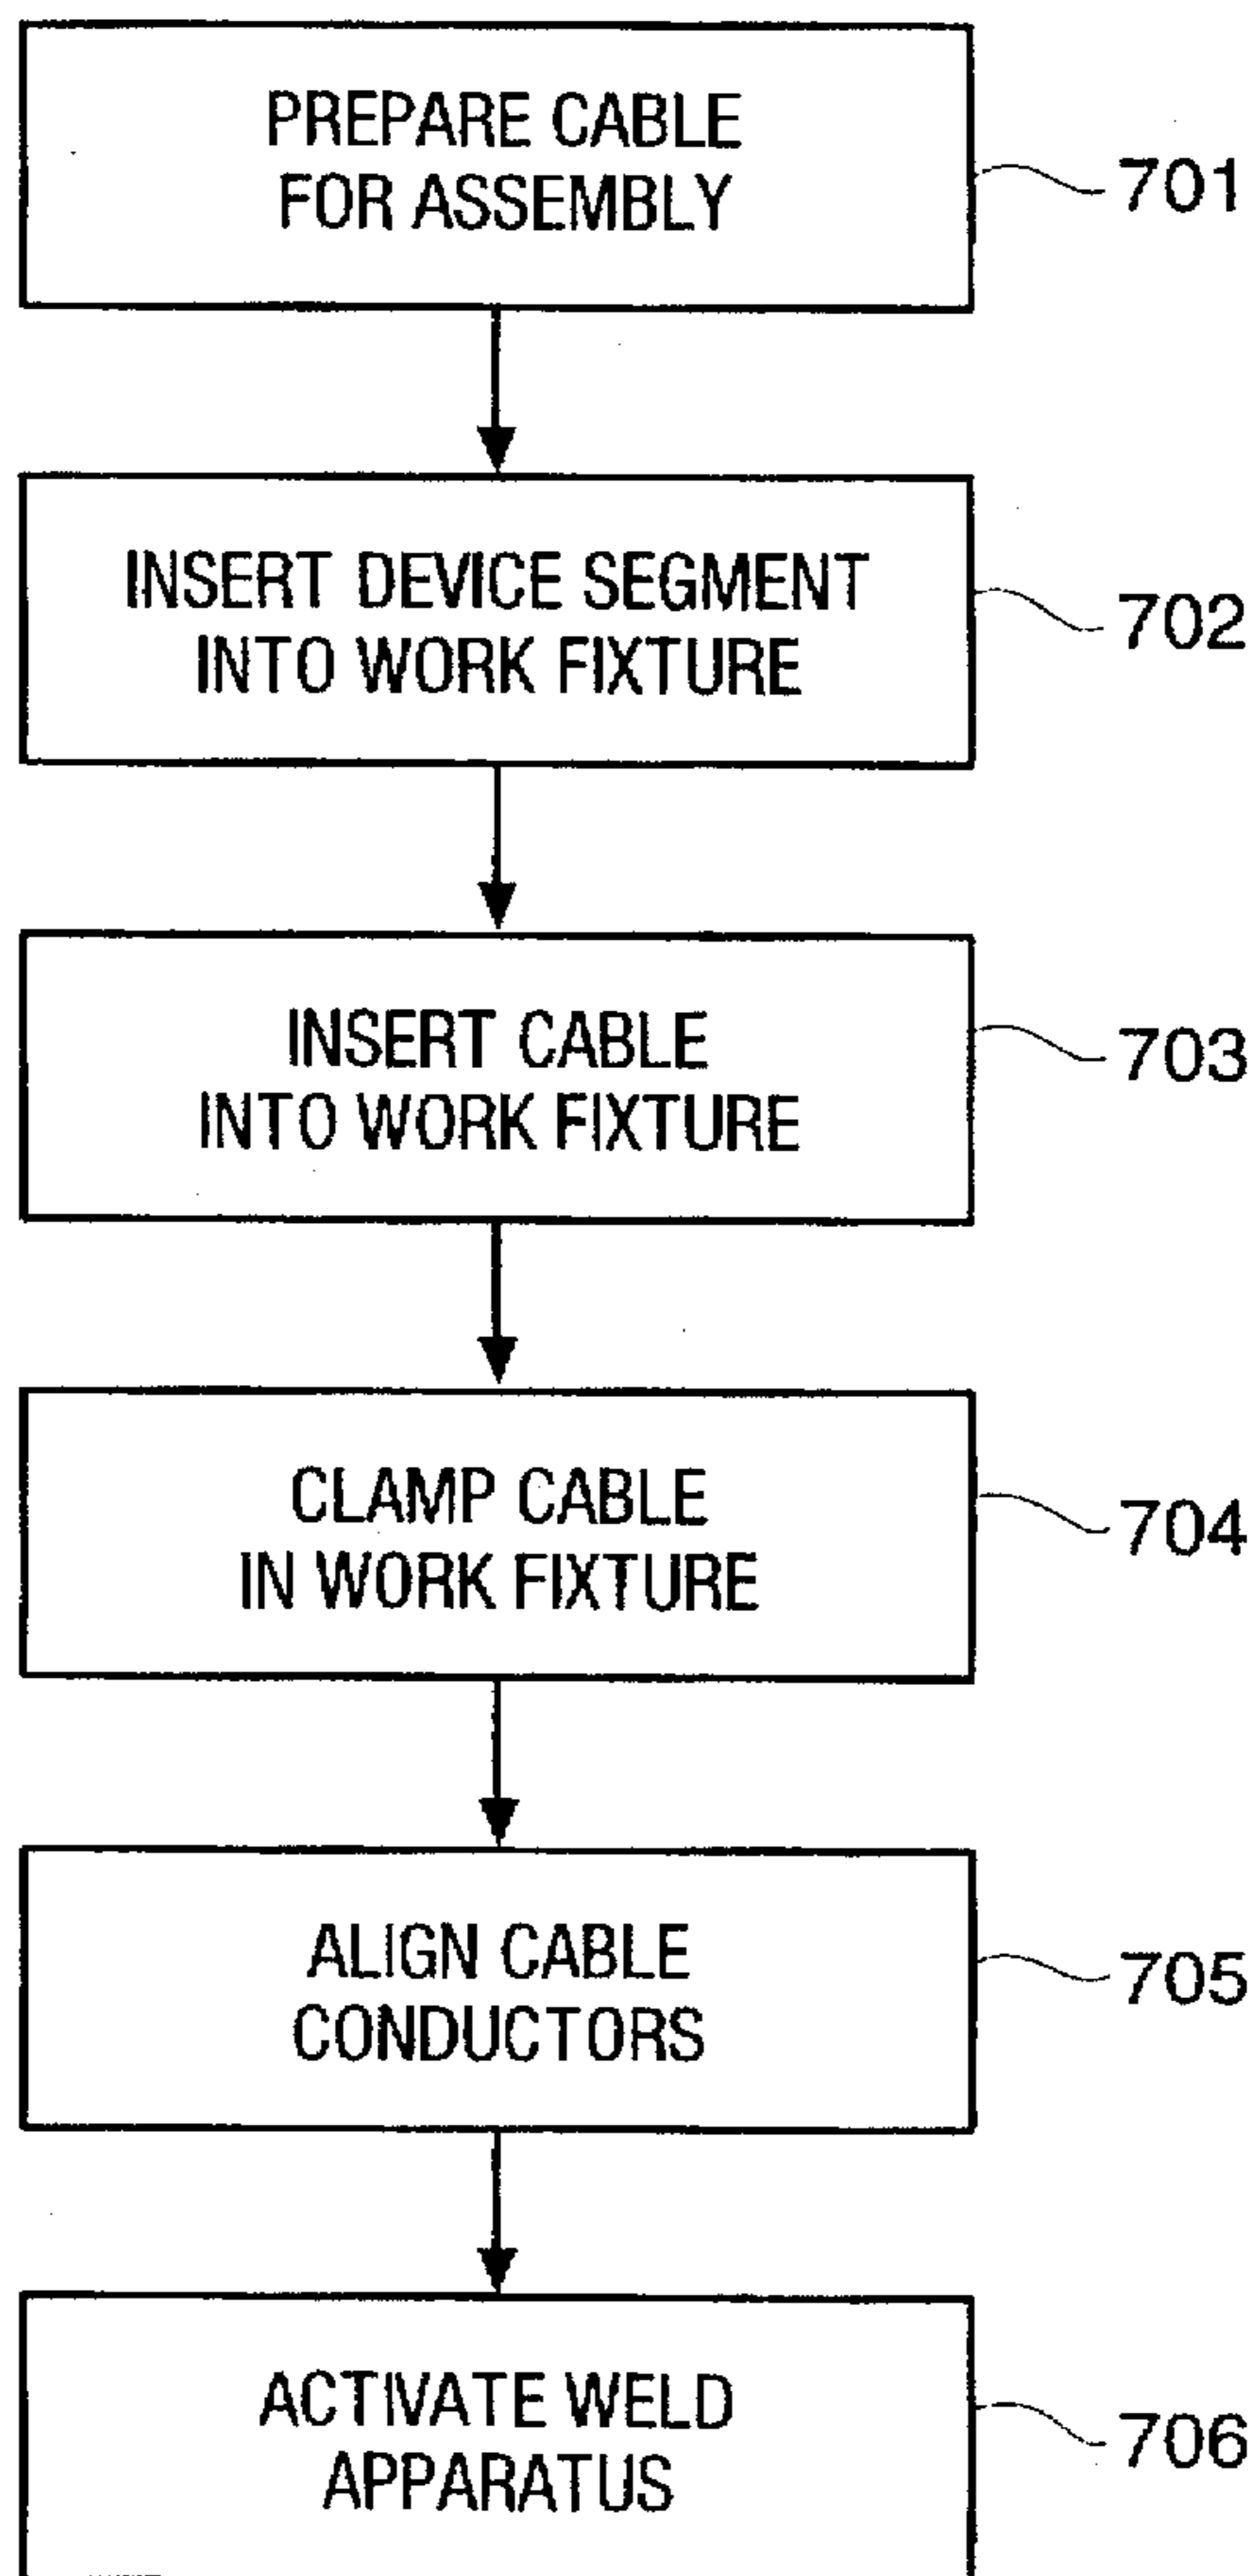 PREPARE CABLE
FOR ASSEMBLY
701
INSERT DEVICE SEGMENT
INTO WORK FIXTURE
702
INSERT CABLE
INTO WORK FIXTURE
703
CLAMP CABLE
IN WORK FIXTURE
704
ALIGN CABLE
CONDUCTORS
705
ACTIVATE WELD
APPARATUS
706